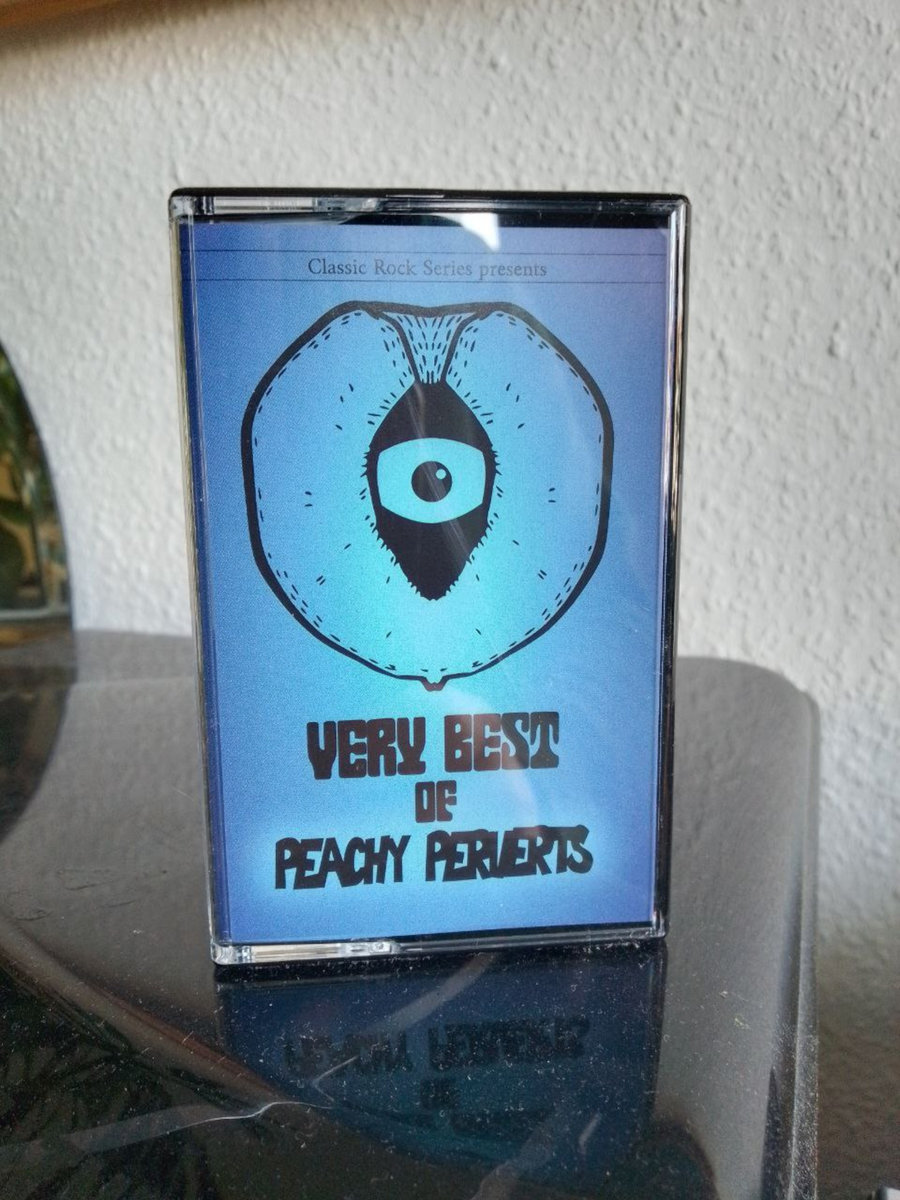 Classic Rock Series presents
VERY BEST
OF
PEACHY PERVERTS